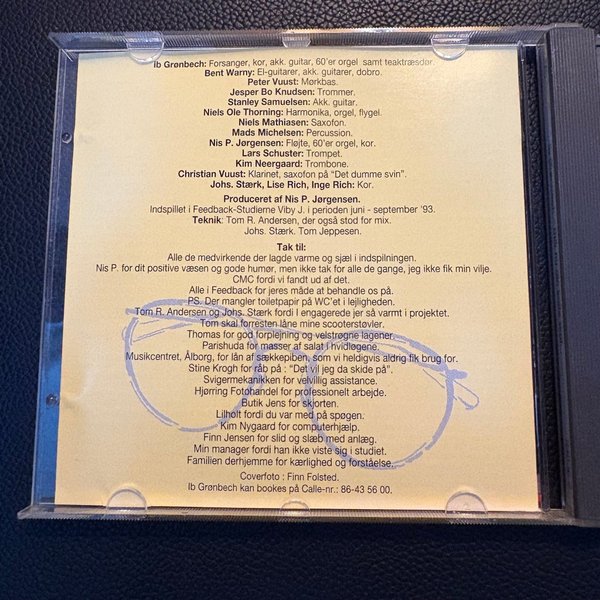 Ib Grønbech: Forsanger, kor, akk. guitar, 60'er orgel samt teaktræsdør.
Bent Warny: El-guitarer, akk. guitarer, dobro.
Peter Vuust: Mørkbas.
Jesper Bo Knudsen: Trommer.
Stanley Samuelsen: Akk. guitar.
Niels Ole Thorning: Harmonika, orgel, flygel.
Niels Mathiasen: Saxofon.
Mads Michelsen: Percussion.
Nis P. Jørgensen: Fløjte, 60'er orgel, kor.
Lars Schuster: Trompet.
Kim Neergaard: Trombone.
Christian Vuust: Klarinet, saxofon på "Det dumme svin".
Johs. Stærk, Lise Rich, Inge Rich: Kor.
Produceret af Nis P. Jørgensen.
Indspillet i Feedback-Studierne Viby J. i perioden juni - september '93.
Teknik: Tom R. Andersen, der også stod for mix.
Johs. Stærk. Tom Jeppesen.
Tak til:
Alle de medvirkende der lagde varme og sjæl i indspilningen.
Nis P. for dit positive væsen og gode humør, men ikke tak for alle de gange, jeg ikke fik min vilje.
CMC fordi vi fandt ud af det.
Alle i Feedback for jeres måde at behandle os på.
PS. Der mangler toiletpapir på WC'et i lejligheden.
Tom R. Andersen og Johs. Stærk fordi I engagerede jer så varmt i projektet.
Tom skal forresten låne mine scooterstøvler.
Thomas for god forplejning og velstrøgne lagener.
Parishuda for masser af salat i hvidløgene.
Musikcentret, Ålborg, for lån af sækkepiben, som vi heldigvis aldrig fik brug for.
Stine Krogh for dåp på : "Det vil jeg da skide på".
Svigermekanikken for villig assistance.
Hjørring Fotohandel for professionelt arbejde.
Butik Jens for skjorten.
Lilholt fordi du var med på spøgen.
Kim Nygaard for computerhjælp.
Finn Jensen for slid og slæb med anlæg.
Min manager fordi han ikke viste sig i studiet.
Familien derhjemme for kærlighed og forståelse.
Coverfoto : Finn Folsted.
Ib Grønbech kan bookes på Calle-nr.: 86-43 56 00.